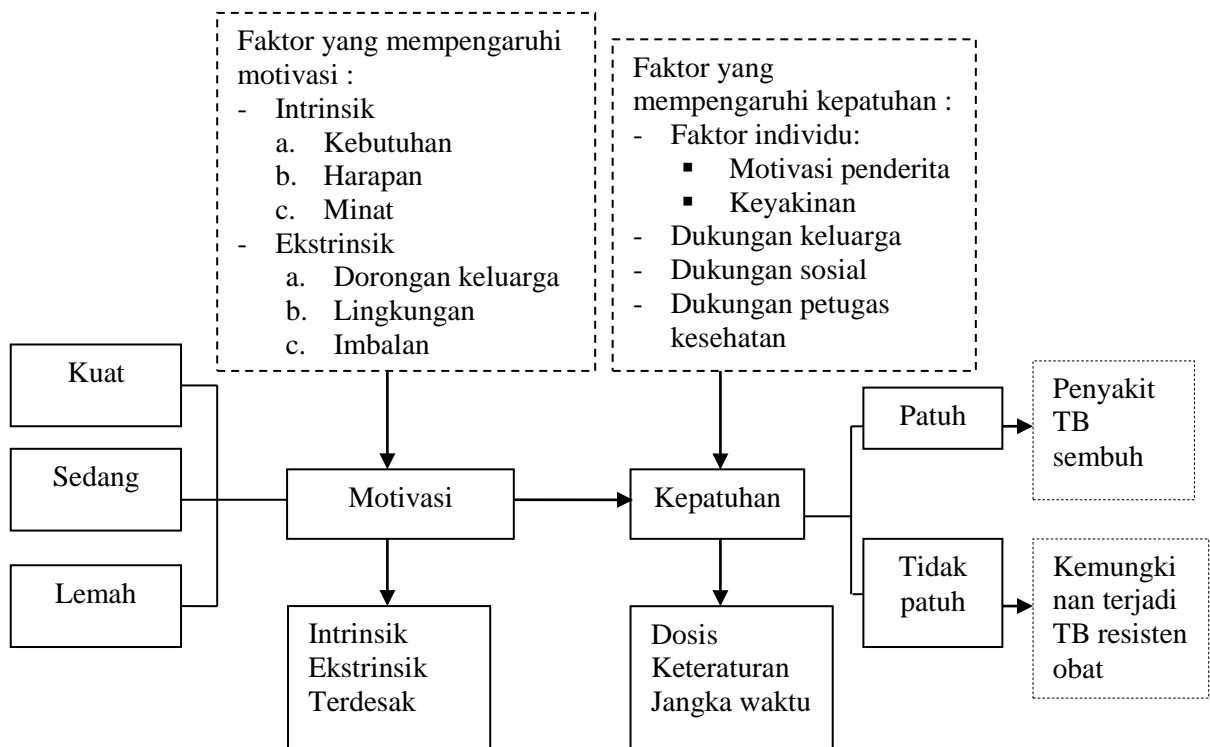 Faktor yang mempengaruhi
motivasi :
- Intrinsik
a. Kebutuhan
b. Harapan
c. Minat
- Ekstrinsik
a. Dorongan keluarga
b. Lingkungan
c. Imbalan
Faktor yang
mempengaruhi kepatuhan :
- Faktor individu:
▪ Motivasi penderita
▪ Keyakinan
- Dukungan keluarga
- Dukungan sosial
- Dukungan petugas
kesehatan
Kuat
Sedang
Lemah
Motivasi
Kepatuhan
Patuh
Penyakit
TB
sembuh
Tidak
patuh
Kemungki
nan terjadi
TB resisten
obat
Intrinsik
Ekstrinsik
Terdesak
Dosis
Keteraturan
Jangka waktu